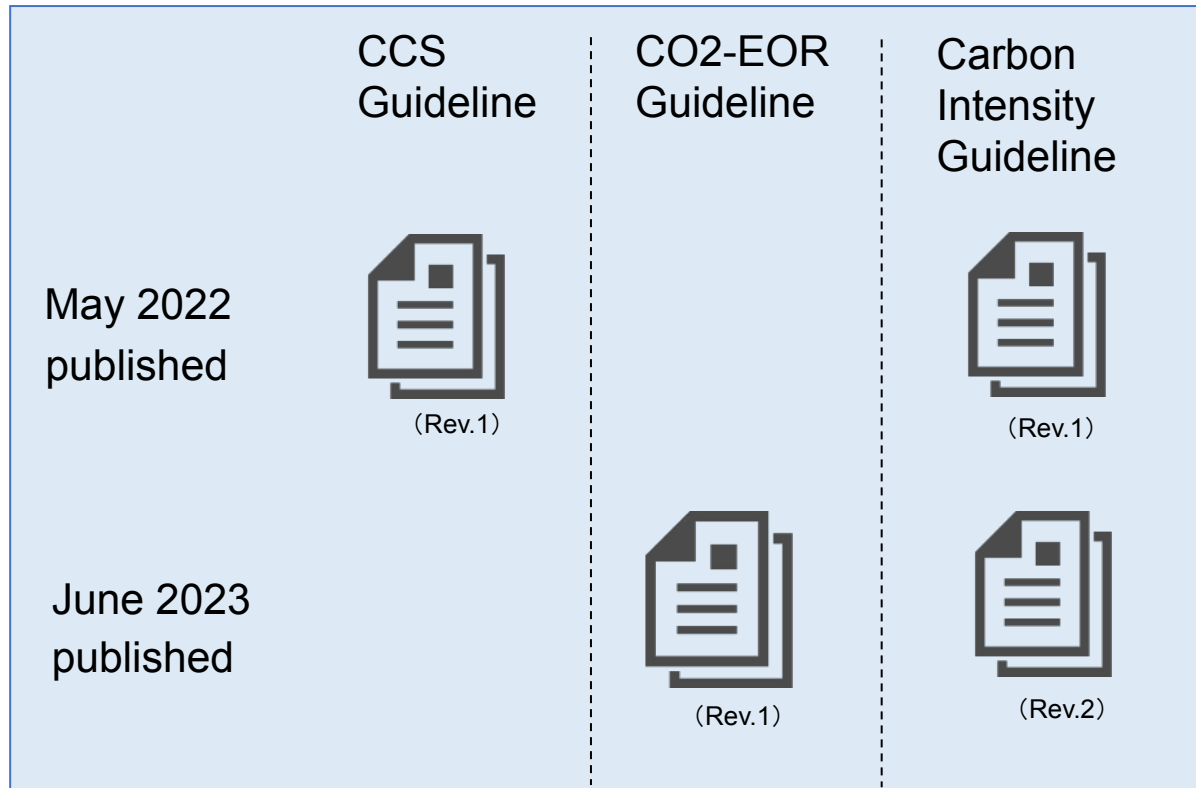 CCS
Guideline
CO2-EOR
Guideline
Carbon
Intensity
Guideline
May 2022
published
（Rev.1）
（Rev.1）
June 2023
published
（Rev.1）
（Rev.2）